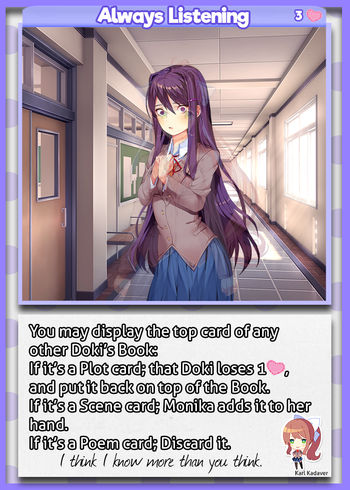 Always Listening
3
You may display the top card of any
other Doki's Book:
If it's a Plot card; that Doki loses 1 ,
and put it back on top of the Book.
If it's a Scene card; Monika adds it to her
hand.
If it's a Poem card; Discard it.
I think I know more than you think.
Karl Kadaver